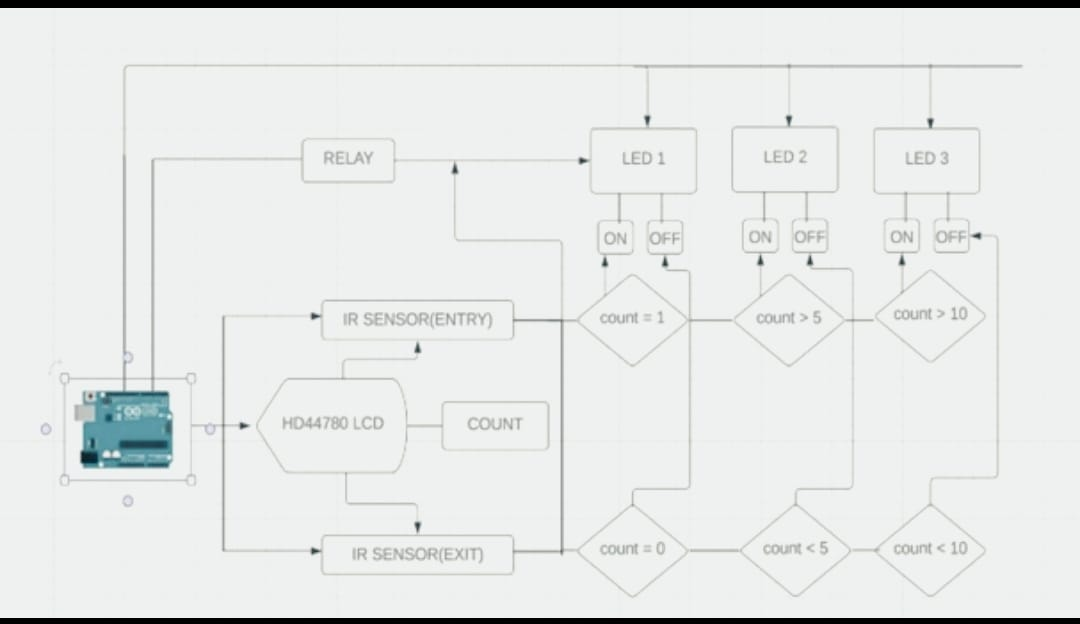 RELAY
LED 1
LED 2
LED 3
ON
OFF
ON
OFF
ON
OFF
IR SENSOR(ENTRY)
count = 1
count > 5
count > 10
HD44780 LCD
COUNT
IR SENSOR(EXIT)
count = 0
count < 5
count < 10